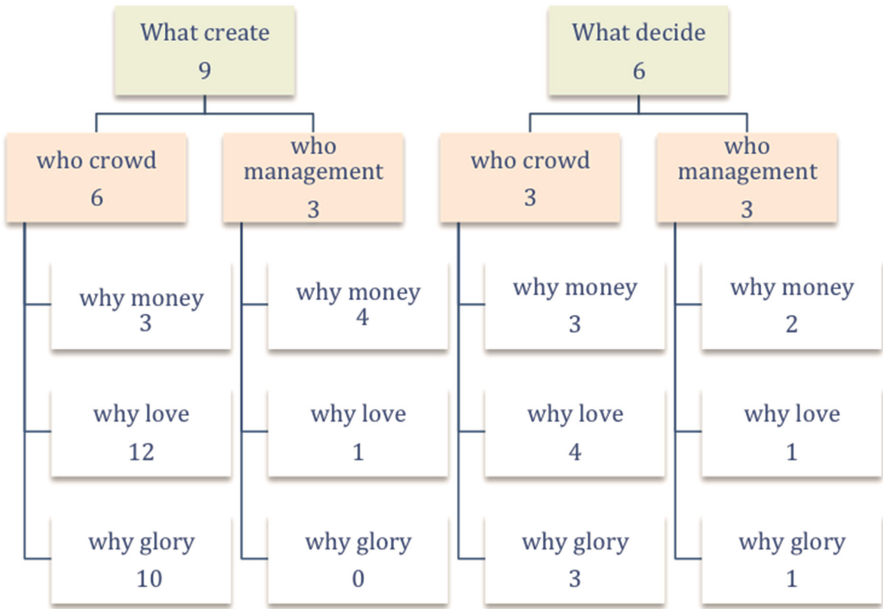 What create
9
What decide
6
who crowd
6
who
management
3
who crowd
3
who
management
3
why money
3
why money
4
why money
3
why money
2
why love
12
why love
1
why love
4
why love
1
why glory
10
why glory
0
why glory
3
why glory
1